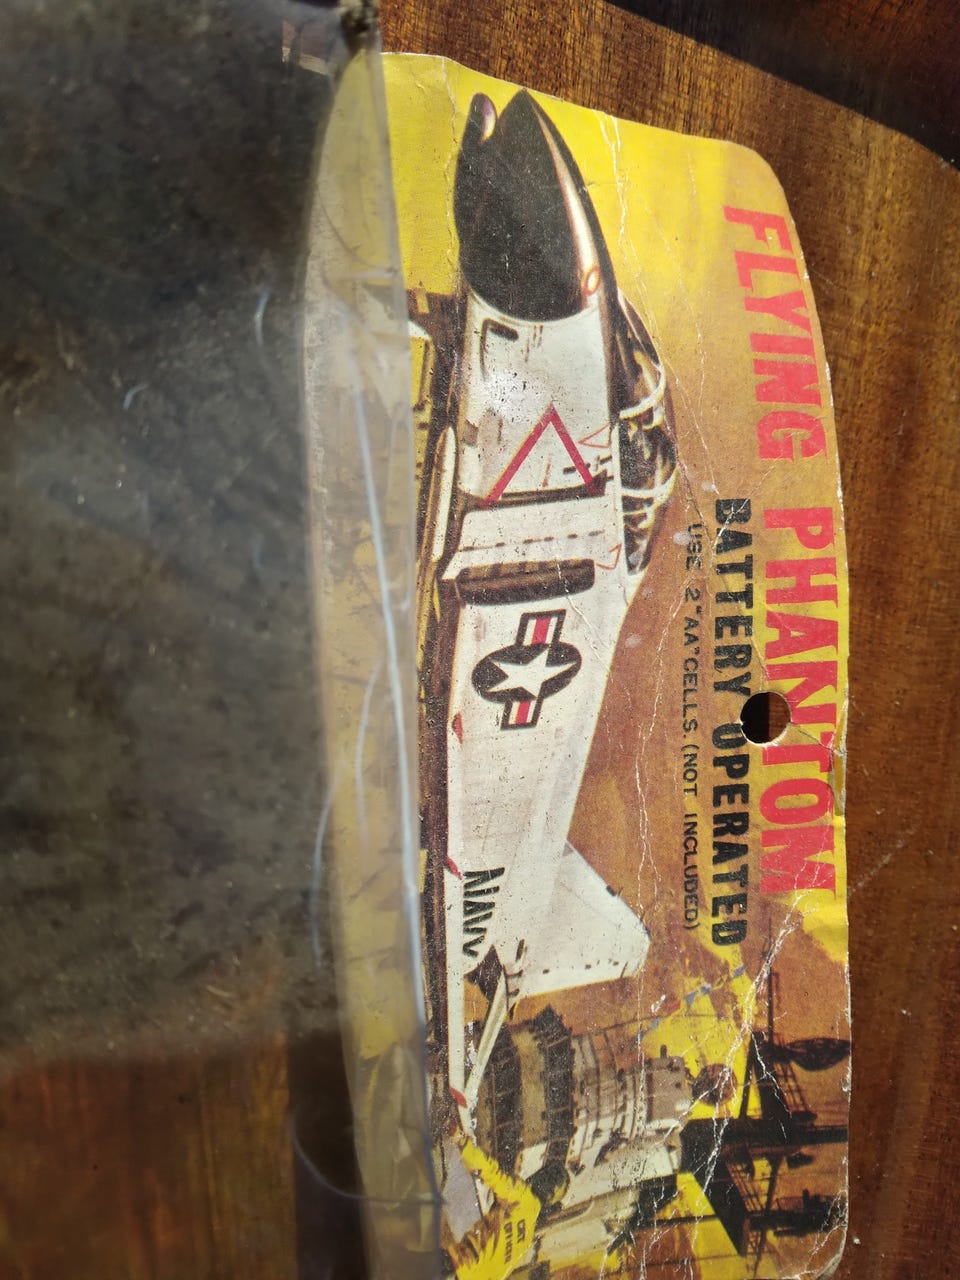 FLYING PHANTOM
BATTERY OPERATED
USE 2 "AA" CELLS (NOT INCLUDED)
NAVY